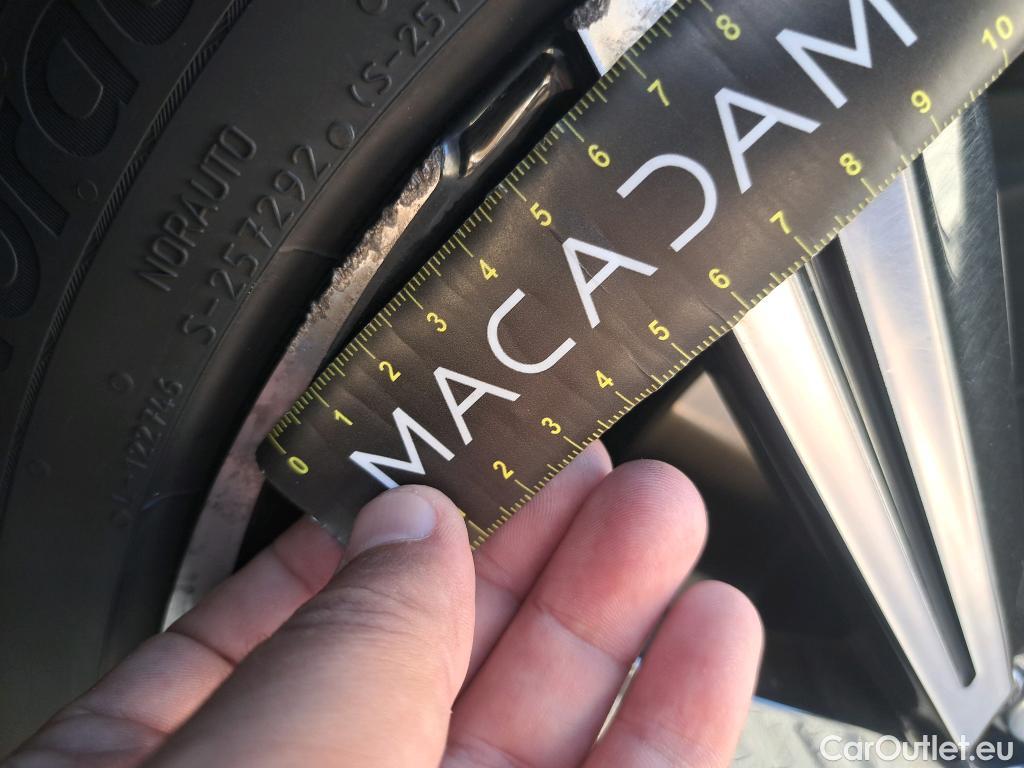 NORAUTO
S-257292
(S-257
MACADAM
0 1 2 3 4 5 6 7 8
2 3 4 5 6 7 8 9 10
CarOutlet.eu